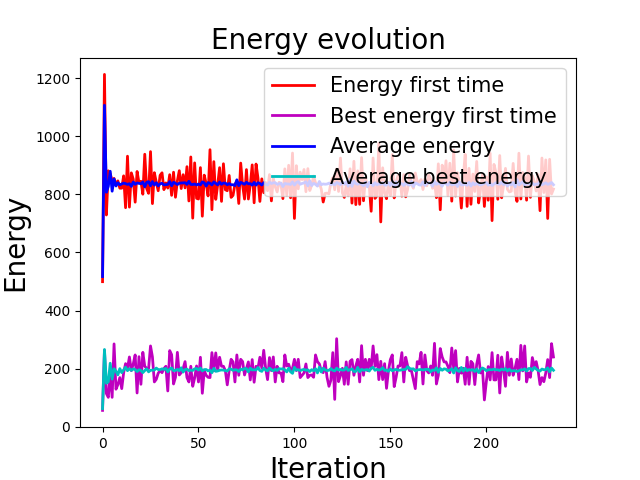 Energy evolution
Energy first time
Best energy first time
Average energy
Average best energy
Energy
1200
1000
800
600
400
200
0
0 50 100 150 200
Iteration